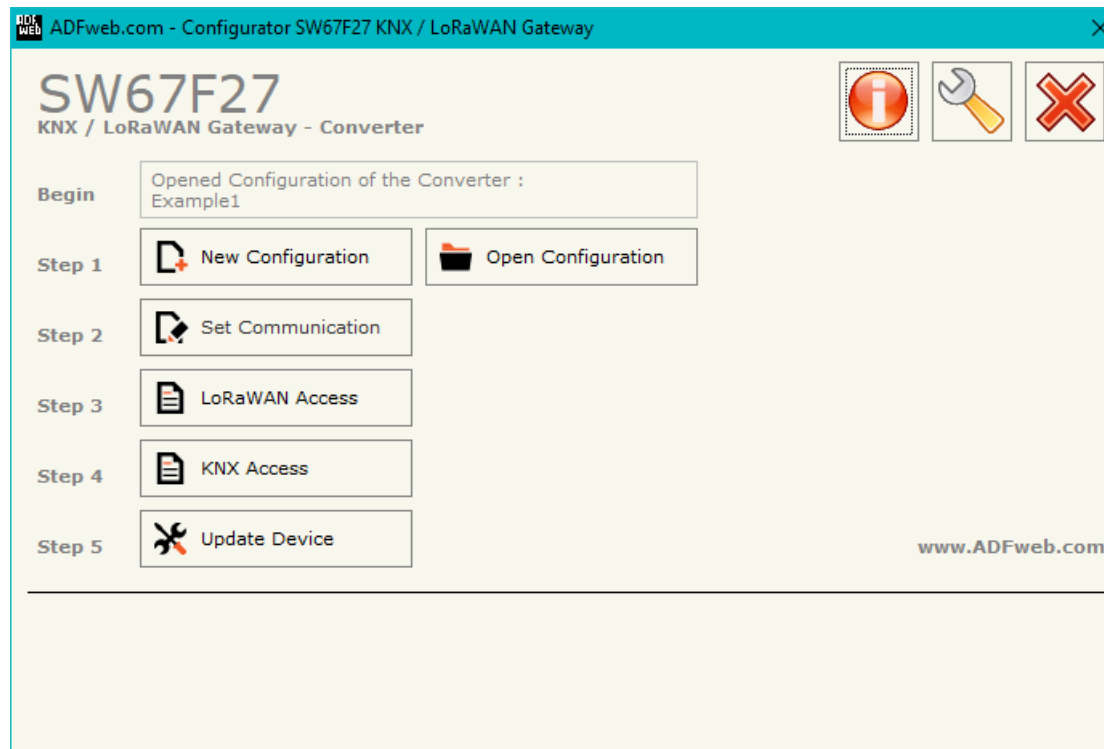 ADF WEB ADFweb.com - Configurator SW67F27 KNX / LoRaWAN Gateway
SW67F27
KNX / LoRaWAN Gateway - Converter
Begin
Opened Configuration of the Converter :
Example1
Step 1
New Configuration
Open Configuration
Step 2
Set Communication
Step 3
LoRaWAN Access
Step 4
KNX Access
Step 5
Update Device
www.ADFweb.com